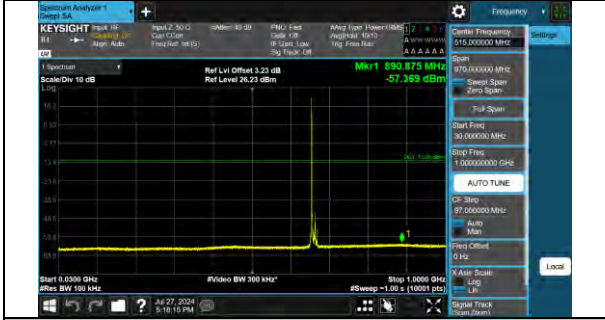 Spectrum Analyzer 1
Swept SA
Frequency
KEYSIGHT
Input: RF
Align: Auto
Input Z: 50 Ω
Corr CCorr
Freq Ref: Int (S)
#Atten: 40 dB
PNO: Fast
Gate: Off
IF Gain: Low
Sig Track: Off
Avg Type: Power (RMS)
Avg|Hold: 10/10
Trig: Free Run
A A A A A A
1 Spectrum
Scale/Div 10 dB
Log
Ref Lvl Offset 3.23 dB
Ref Level 26.23 dBm
Mkr1 890.875 MHz
-57.369 dBm
1
Start 0.0300 GHz
#Res BW 100 kHz
#Video BW 300 kHz*
Stop 1.0000 GHz
#Sweep ~1.00 s (10001 pts)
Jul 27, 2024
5:18:15 PM
Center Frequency
515.000000 MHz
Settings
Span
970.000000 MHz
Swept Span
Zero Span
Full Span
Start Freq
30.000000 MHz
Stop Freq
1.000000000 GHz
AUTO TUNE
CF Step
97.000000 MHz
Auto
Man
Freq Offset
0 Hz
X Axis Scale
Log
Lin
Local
Signal Track
(Span Zoom)